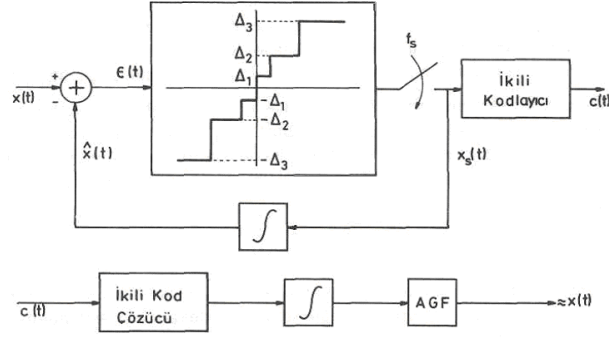 Δ₃
Δ₂
Δ₁
Δ₁
Δ₂
-Δ₃
+
x(t)
-
+
ϵ(t)
fₛ
İkili
Kodlayıcı
c(t)
x̂(t)
xₛ(t)
∫
c(t)
İkili Kod
Çözücü
∫
AGF
≈x(t)